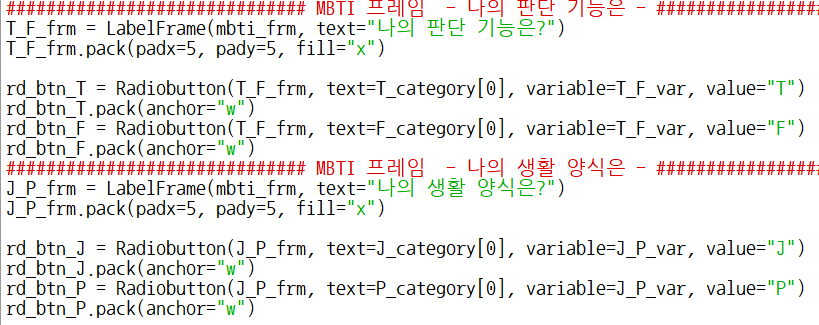 ############################## MBTI 프레임  - 나의 판단 기능은 - ################
T_F_frm = LabelFrame(mbti_frm, text="나의 판단 기능은?")
T_F_frm.pack(padx=5, pady=5, fill="x")
rd_btn_T = Radiobutton(T_F_frm, text=T_category[0], variable=T_F_var, value="T")
rd_btn_T.pack(anchor="w")
rd_btn_F = Radiobutton(T_F_frm, text=F_category[0], variable=T_F_var, value="F")
rd_btn_F.pack(anchor="w")
############################## MBTI 프레임  - 나의 생활 양식은 - ################
J_P_frm = LabelFrame(mbti_frm, text="나의 생활 양식은?")
J_P_frm.pack(padx=5, pady=5, fill="x")
rd_btn_J = Radiobutton(J_P_frm, text=J_category[0], variable=J_P_var, value="J")
rd_btn_J.pack(anchor="w")
rd_btn_P = Radiobutton(J_P_frm, text=P_category[0], variable=J_P_var, value="P")
rd_btn_P.pack(anchor="w")